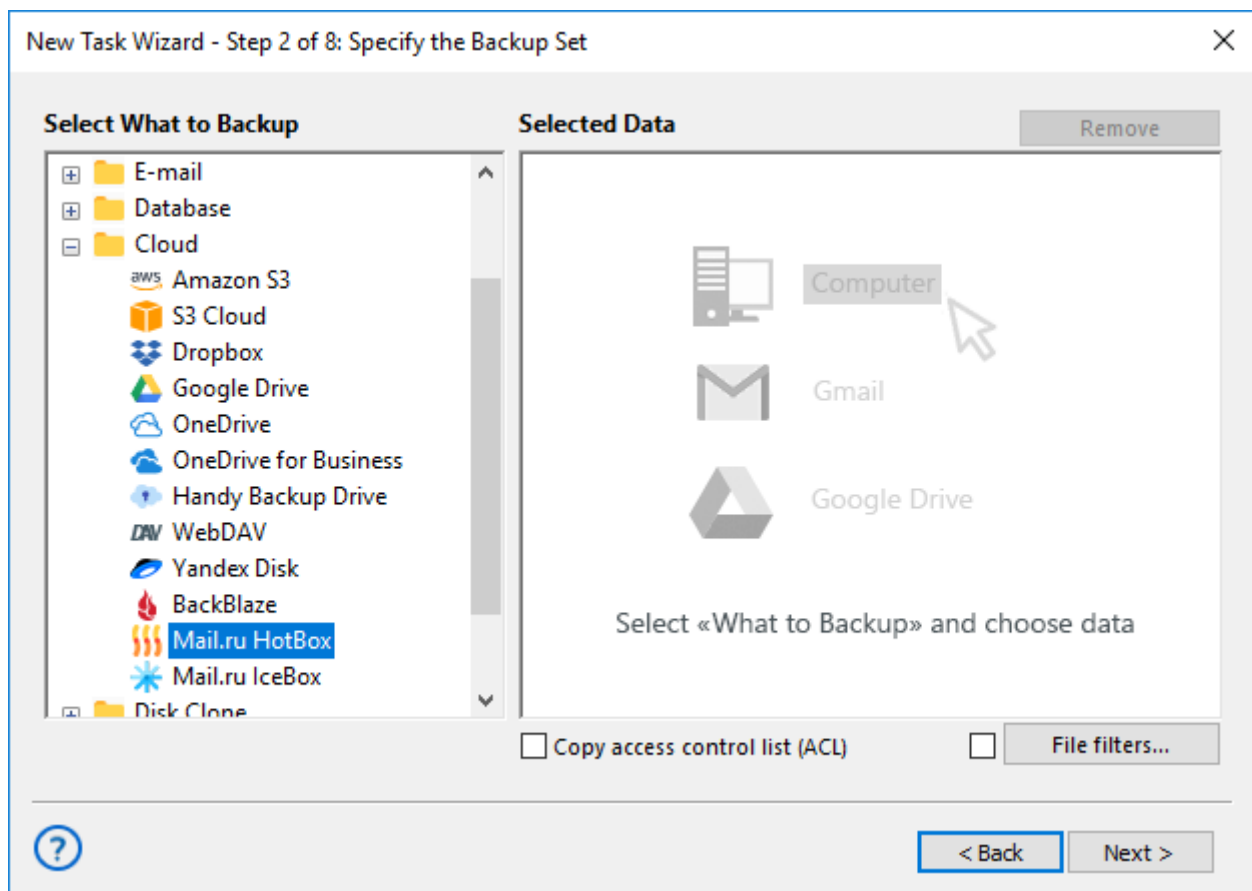 New Task Wizard - Step 2 of 8: Specify the Backup Set
Select What to Backup
E-mail
Database
Cloud
aws Amazon S3
S3 Cloud
Dropbox
Google Drive
OneDrive
OneDrive for Business
Handy Backup Drive
DAV WebDAV
Yandex Disk
BackBlaze
Mail.ru HotBox
Mail.ru IceBox
Disk Clone
Selected Data
Remove
Computer
Gmail
Google Drive
Select «What to Backup» and choose data
Copy access control list (ACL)
File filters...
?
< Back
Next >